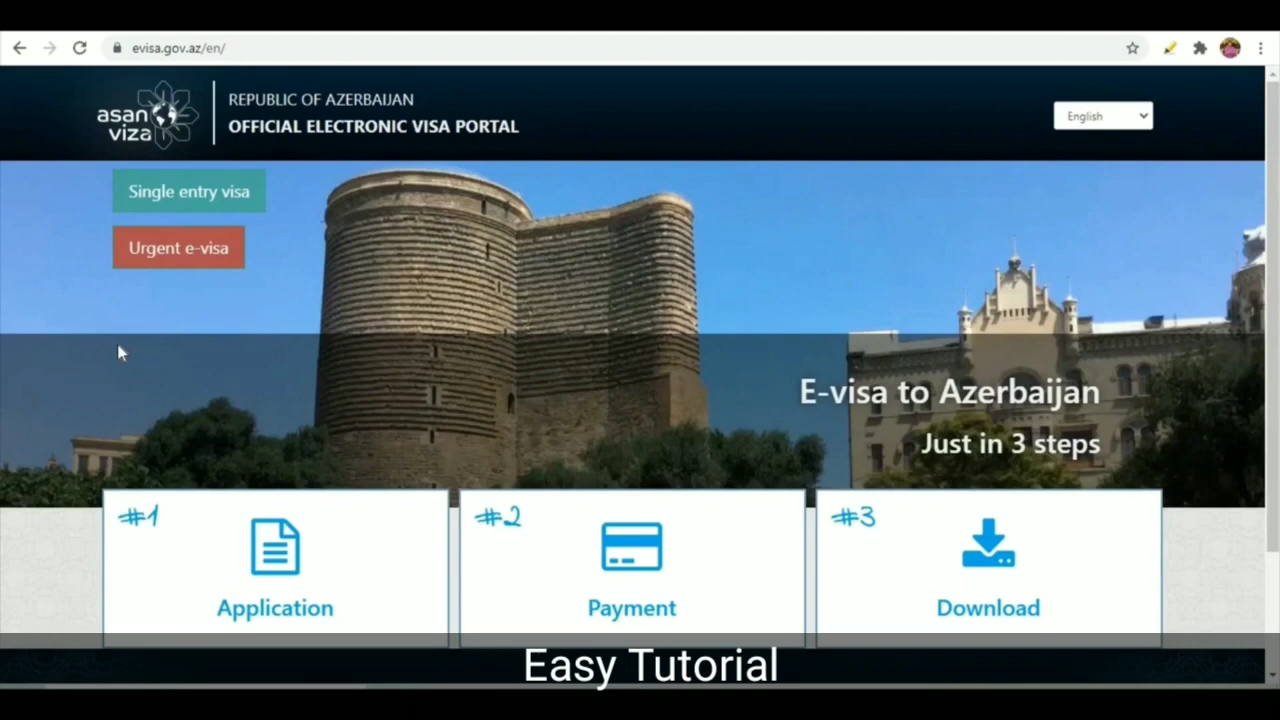 evisa.gov.az/en/
asan
viza
REPUBLIC OF AZERBAIJAN
OFFICIAL ELECTRONIC VISA PORTAL
English
Single entry visa
Urgent e-visa
E-visa to Azerbaijan
Just in 3 steps
#1
Application
#2
Payment
#3
Download
Easy Tutorial